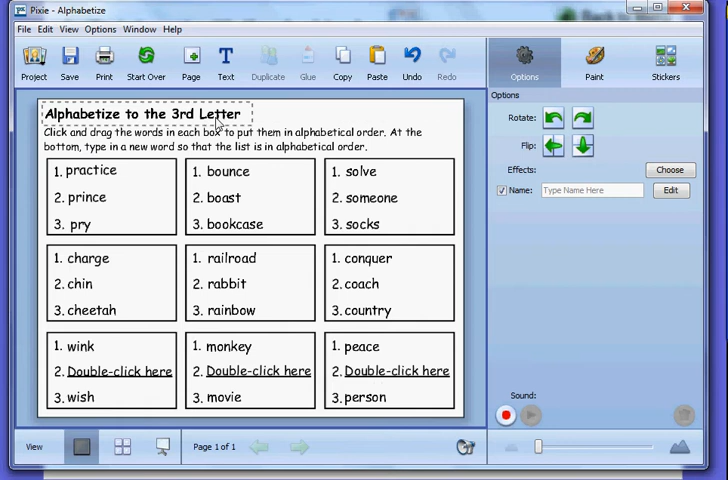 Pixie - Alphabetize
File Edit View Options Window Help
Project Save Print Start Over Page Text Duplicate Glue Copy Paste Undo Redo
Options Paint Stickers
Options
Rotate:
Flip:
Effects: Choose
Name: Type Name Here Edit
Sound:
Alphabetize to the 3rd Letter
Click and drag the words in each box to put them in alphabetical order. At the
bottom, type in a new word so that the list is in alphabetical order.
1. practice
2. prince
3. pry
1. bounce
2. boast
3. bookcase
1. solve
2. someone
3. socks
1. charge
2. chin
3. cheetah
1. railroad
2. rabbit
3. rainbow
1. conquer
2. coach
3. country
1. wink
2. Double-click here
3. wish
1. monkey
2. Double-click here
3. movie
1. peace
2. Double-click here
3. person
View Page 1 of 1